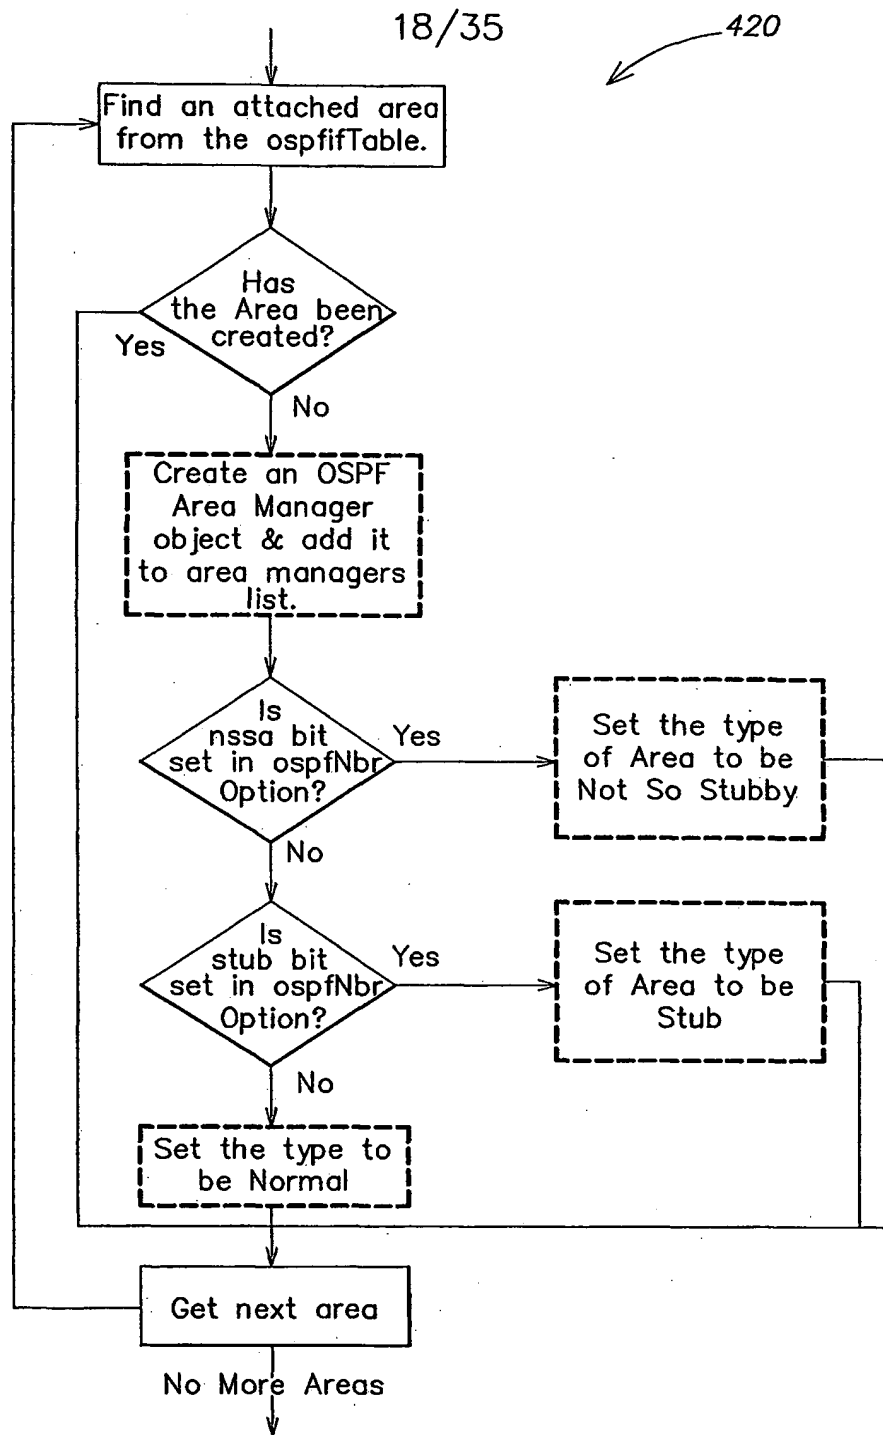 18/35
420
Find an attached area
from the ospfifTable.
Has
the Area been
created?
Yes
No
Create an OSPF
Area Manager
object & add it
to area managers
list.
Is
nssa bit
set in ospfNbr
Option?
Yes
Set the type
of Area to be
Not So Stubby
No
Is
stub bit
set in ospfNbr
Option?
Yes
Set the type
of Area to be
Stub
No
Set the type to
be Normal
Get next area
No More Areas